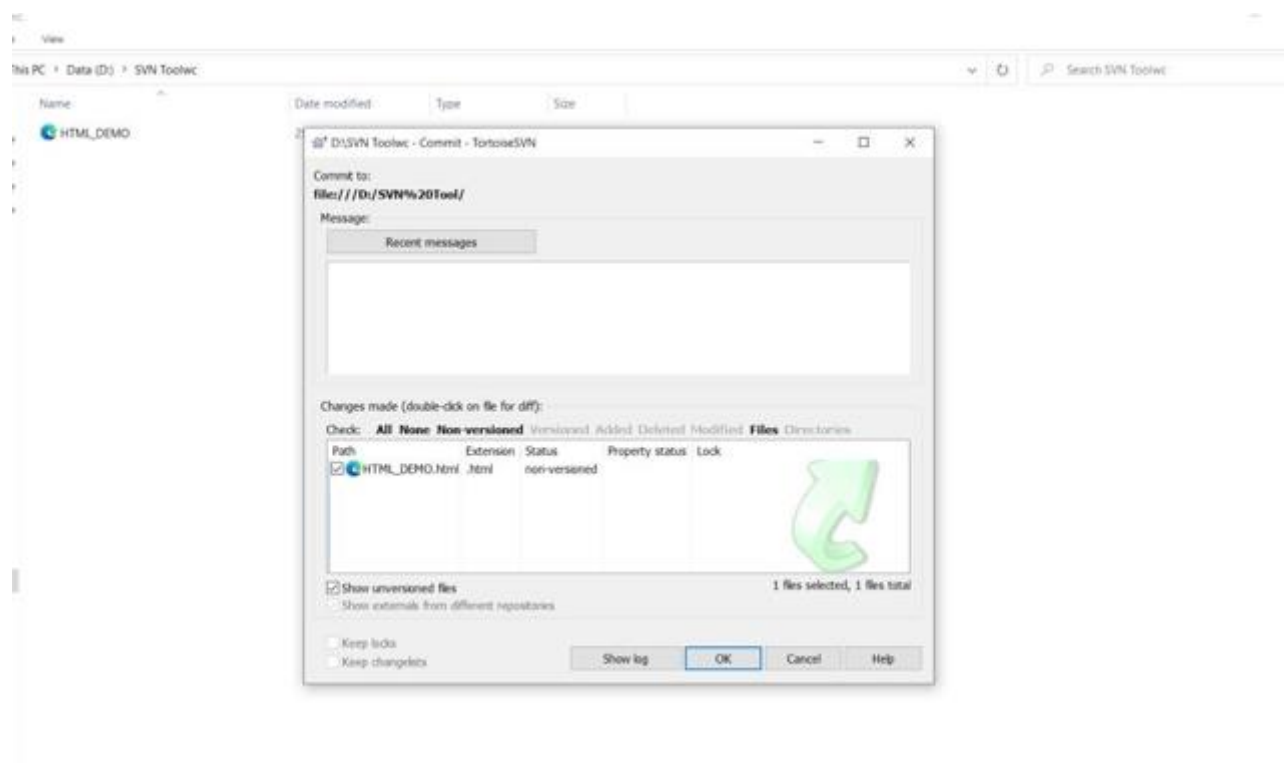 View
This PC › Data (D:) › SVN Toolwc
Search SVN Toolwc
Name Date modified Type Size
HTML_DEMO
D:\SVN Toolwc - Commit - TortoiseSVN
Commit to:
file:///D:/SVN%20Tool/
Message:
Recent messages
Changes made (double-click on file for diff):
Check: All None Non-versioned Versioned Added Deleted Modified Files Directories
Path Extension Status Property status Lock
HTML_DEMO.html .html non-versioned
Show unversioned files
1 files selected, 1 files total
Show externals from different repositories
Keep locks
Keep changelists
Show log OK Cancel Help